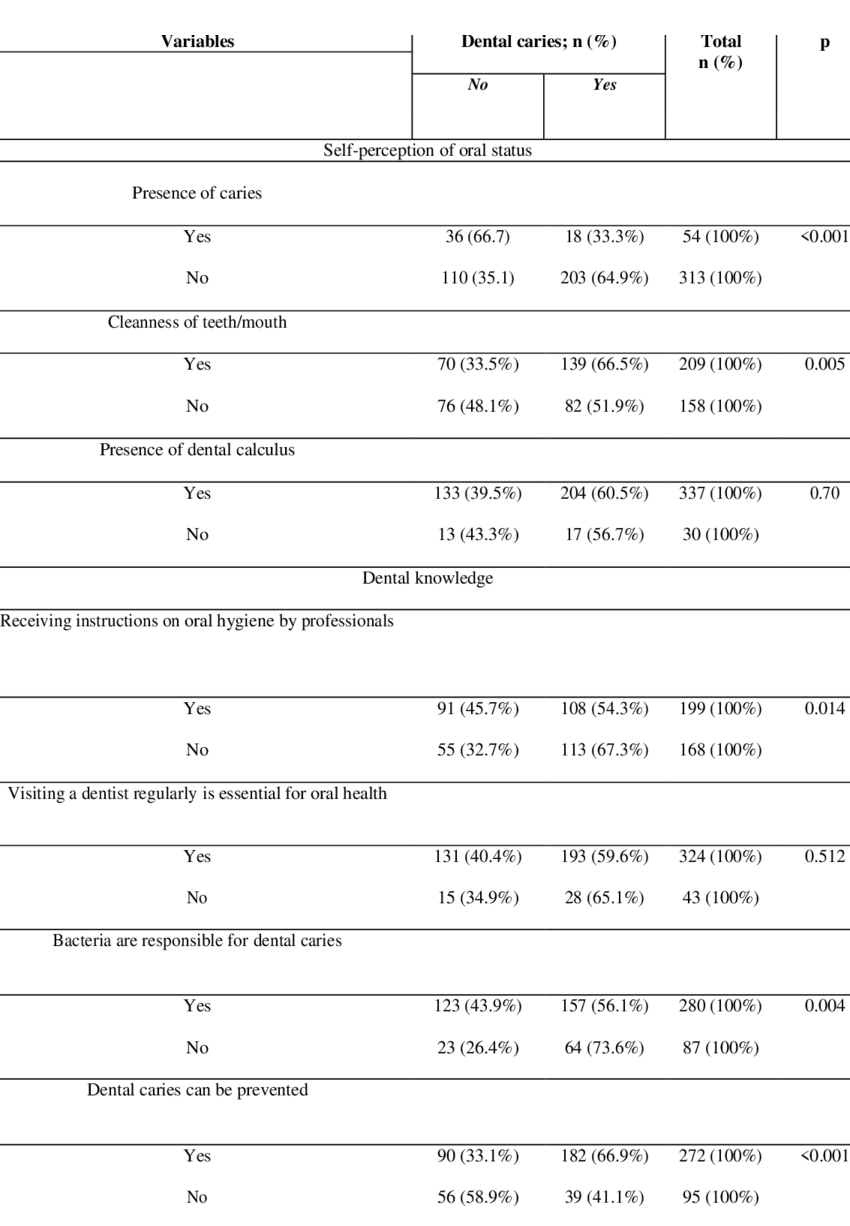 Variables Dental caries; n (%) Total p
n (%)
No Yes
Self-perception of oral status
Presence of caries
Yes 36 (66.7) 18 (33.3%) 54 (100%) <0.001
No 110 (35.1) 203 (64.9%) 313 (100%)
Cleanness of teeth/mouth
Yes 70 (33.5%) 139 (66.5%) 209 (100%) 0.005
No 76 (48.1%) 82 (51.9%) 158 (100%)
Presence of dental calculus
Yes 133 (39.5%) 204 (60.5%) 337 (100%) 0.70
No 13 (43.3%) 17 (56.7%) 30 (100%)
Dental knowledge
Receiving instructions on oral hygiene by professionals
Yes 91 (45.7%) 108 (54.3%) 199 (100%) 0.014
No 55 (32.7%) 113 (67.3%) 168 (100%)
Visiting a dentist regularly is essential for oral health
Yes 131 (40.4%) 193 (59.6%) 324 (100%) 0.512
No 15 (34.9%) 28 (65.1%) 43 (100%)
Bacteria are responsible for dental caries
Yes 123 (43.9%) 157 (56.1%) 280 (100%) 0.004
No 23 (26.4%) 64 (73.6%) 87 (100%)
Dental caries can be prevented
Yes 90 (33.1%) 182 (66.9%) 272 (100%) <0.001
No 56 (58.9%) 39 (41.1%) 95 (100%)